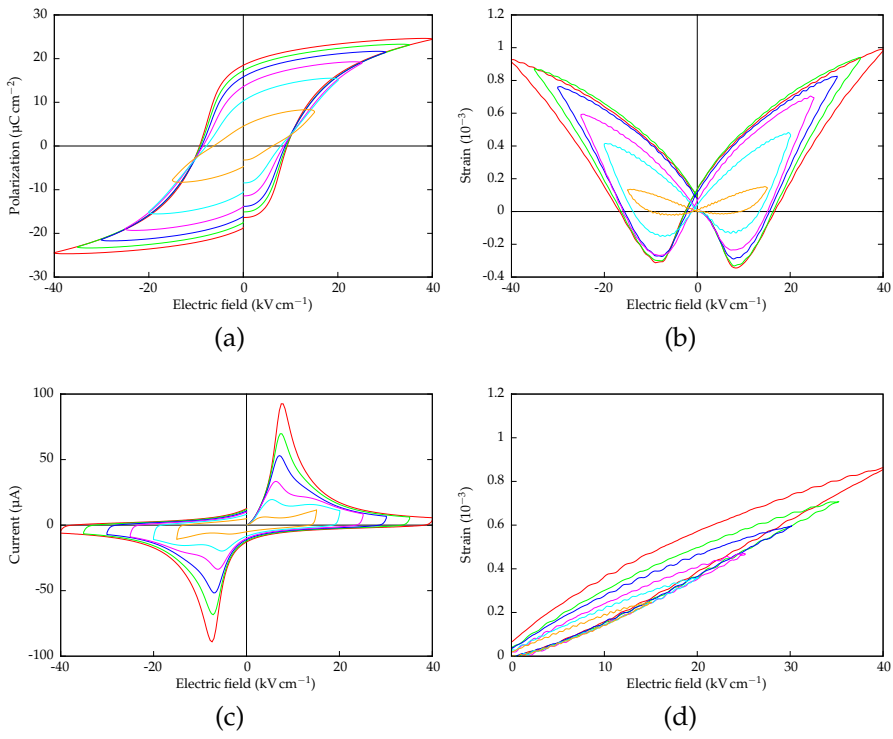 30
20
10
0
-10
-20
-30
-40 -20 0 20 40
Polarization (µC cm−2)
Electric field (kV cm−1)
(a)
1.2
1
0.8
0.6
0.4
0.2
0
-0.2
-0.4
-40 -20 0 20 40
Strain (10−3)
Electric field (kV cm−1)
(b)
100
50
0
-50
-100
-40 -20 0 20 40
Current (µA)
Electric field (kV cm−1)
(c)
1.2
1
0.8
0.6
0.4
0.2
0
0 10 20 30 40
Strain (10−3)
Electric field (kV cm−1)
(d)